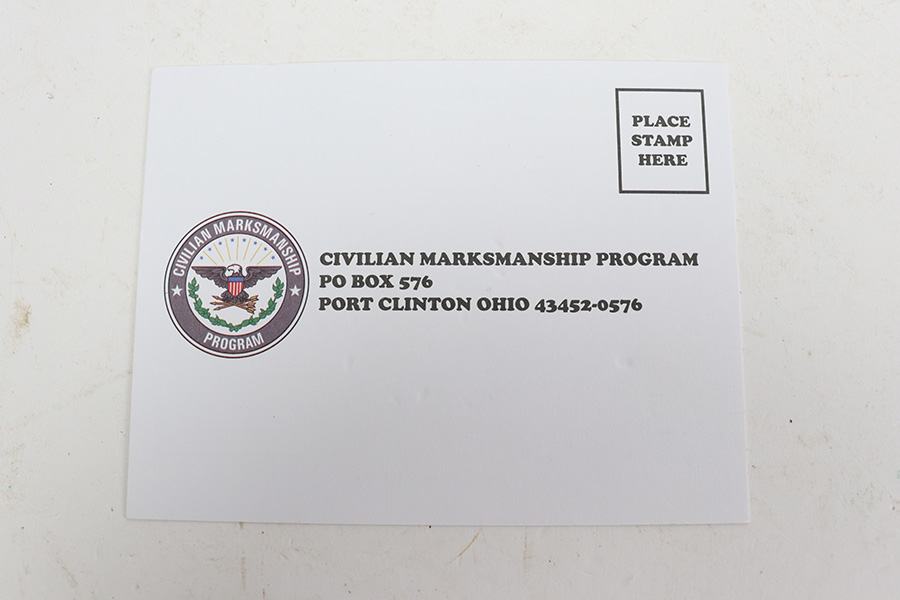 PLACE
STAMP
HERE
CIVILIAN MARKSMANSHIP
PROGRAM
CIVILIAN MARKSMANSHIP PROGRAM
PO BOX 576
PORT CLINTON OHIO 43452-0576